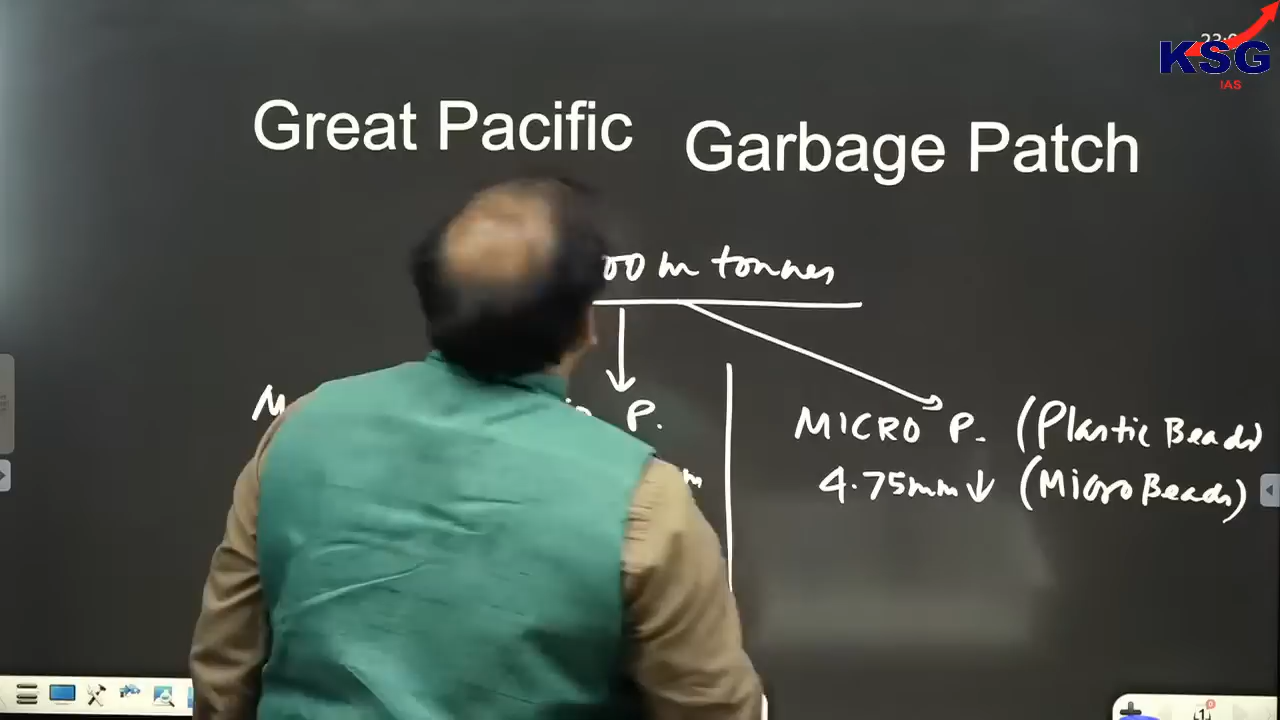 KSG
IAS
Great Pacific Garbage Patch
00 m tonnes
P.
MICRO P. (Plastic Beads)
4.75mm ↓ (Micro Beads)